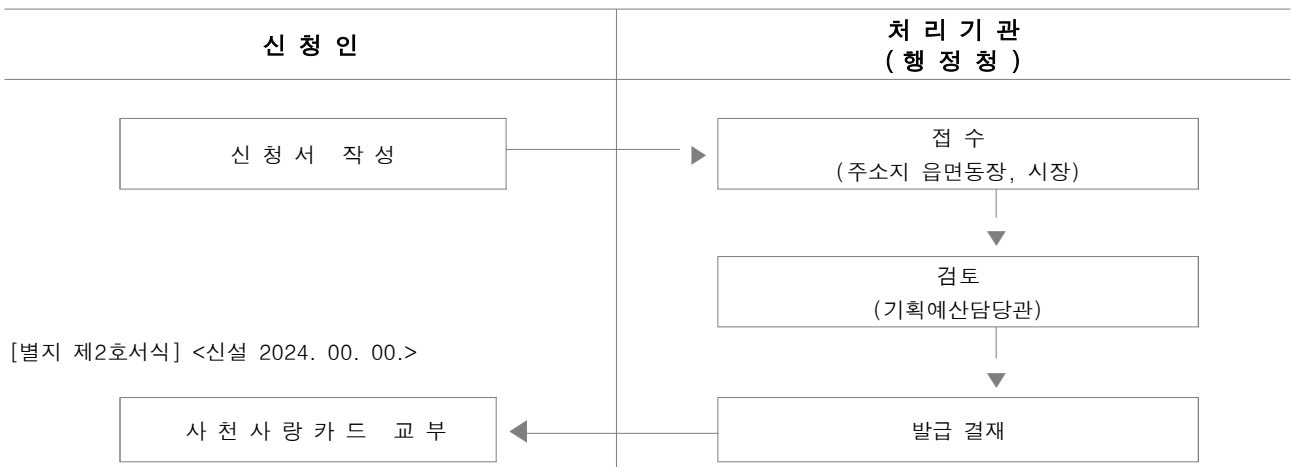 신 청 인
처 리 기 관
( 행 정 청 )
신 청 서 작 성
접 수
(주소지 읍면동장, 시장)
검토
(기획예산담당관)
[별지 제2호서식] <신설 2024. 00. 00.>
사 천 사 랑 카 드 교 부
발급 결재